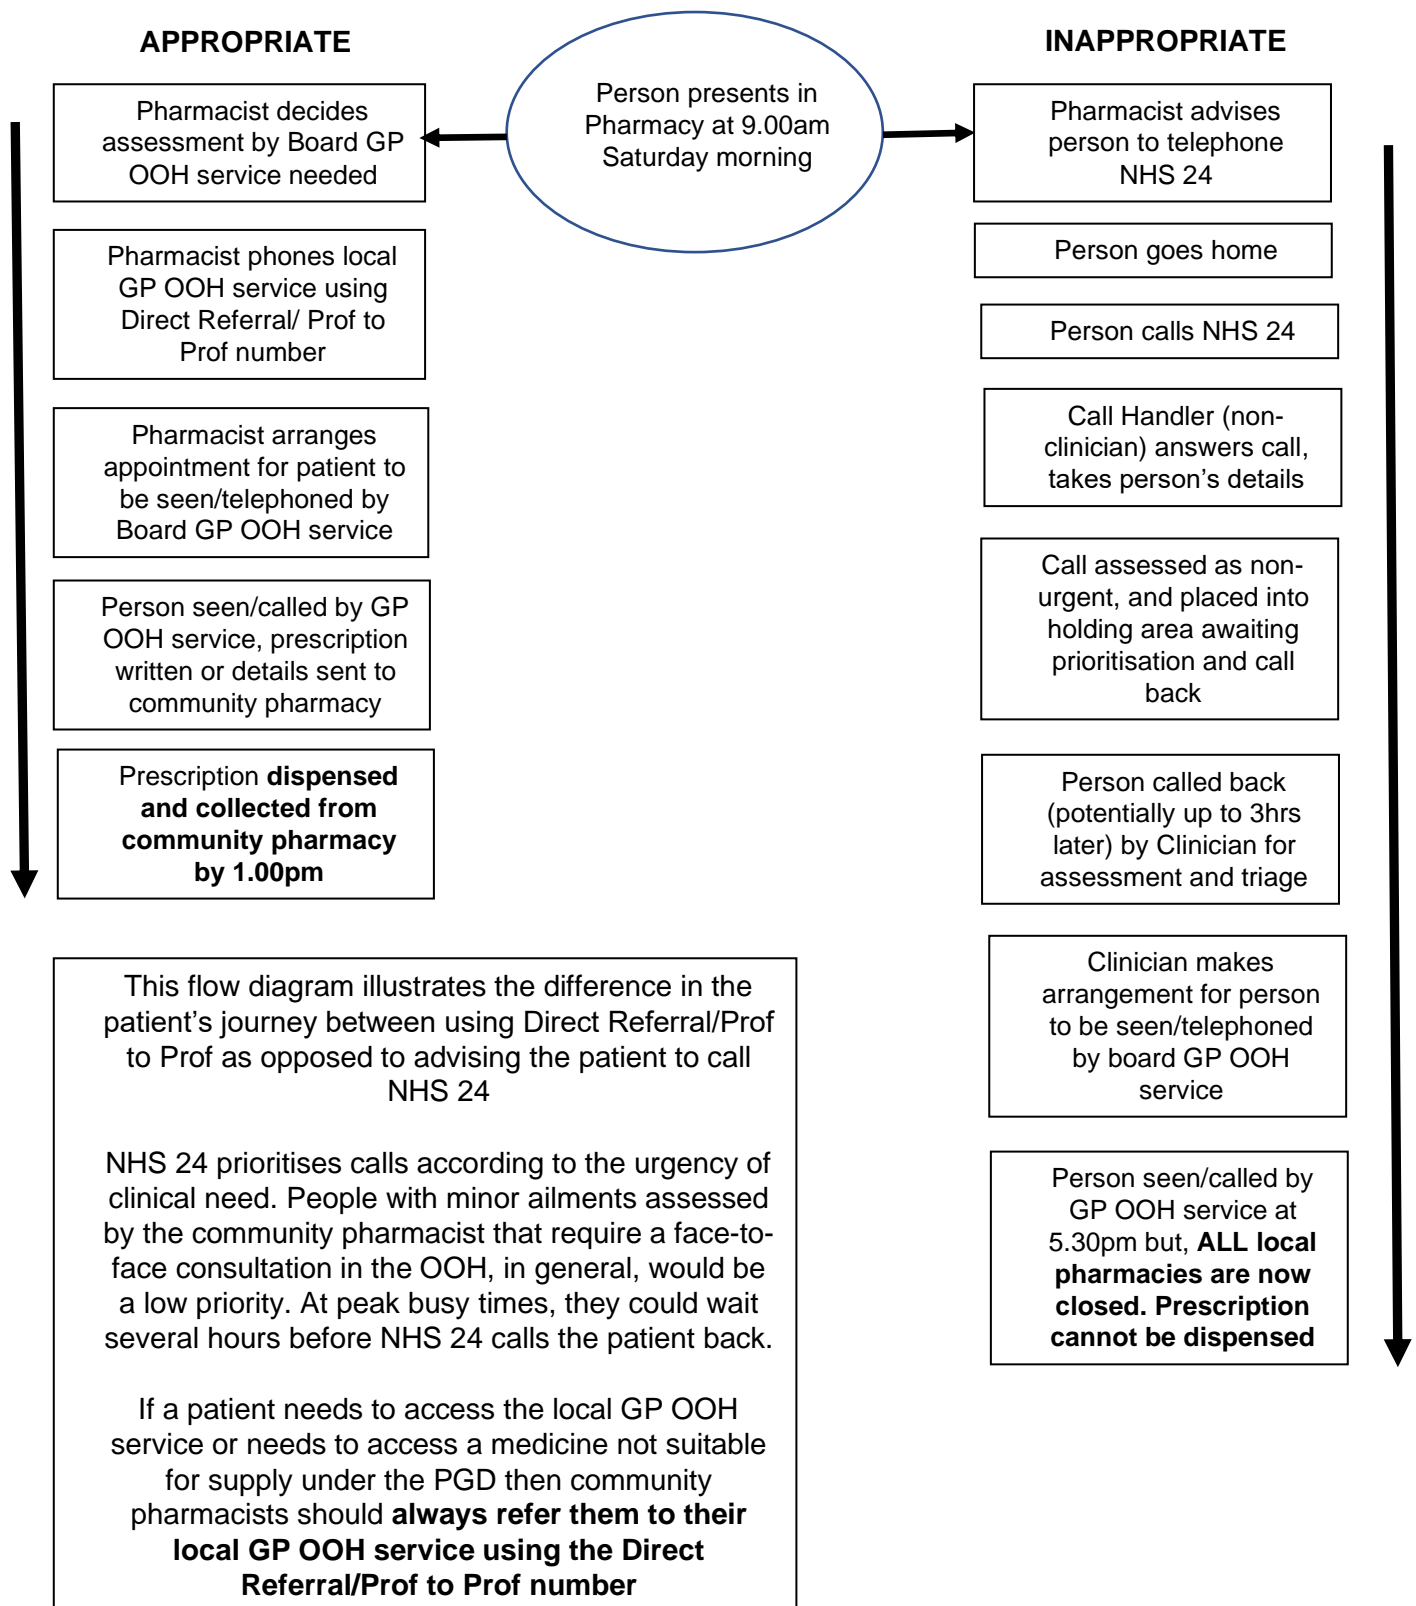 APPROPRIATE
Pharmacist decides
assessment by Board GP
OOH service needed
Pharmacist phones local
GP OOH service using
Direct Referral/ Prof to
Prof number
Pharmacist arranges
appointment for patient to
be seen/telephoned by
Board GP OOH service
Person seen/called by GP
OOH service, prescription
written or details sent to
community pharmacy
Prescription dispensed
and collected from
community pharmacy
by 1.00pm
Person presents in
Pharmacy at 9.00am
Saturday morning
INAPPROPRIATE
Pharmacist advises
person to telephone
NHS 24
Person goes home
Person calls NHS 24
Call Handler (non-
clinician) answers call,
takes person’s details
Call assessed as non-
urgent, and placed into
holding area awaiting
prioritisation and call
back
Person called back
(potentially up to 3hrs
later) by Clinician for
assessment and triage
Clinician makes
arrangement for person
to be seen/telephoned
by board GP OOH
service
Person seen/called by
GP OOH service at
5.30pm but, ALL local
pharmacies are now
closed. Prescription
cannot be dispensed
This flow diagram illustrates the difference in the
patient’s journey between using Direct Referral/Prof
to Prof as opposed to advising the patient to call
NHS 24
NHS 24 prioritises calls according to the urgency of
clinical need. People with minor ailments assessed
by the community pharmacist that require a face-to-
face consultation in the OOH, in general, would be
a low priority. At peak busy times, they could wait
several hours before NHS 24 calls the patient back.
If a patient needs to access the local GP OOH
service or needs to access a medicine not suitable
for supply under the PGD then community
pharmacists should always refer them to their
local GP OOH service using the Direct
Referral/Prof to Prof number